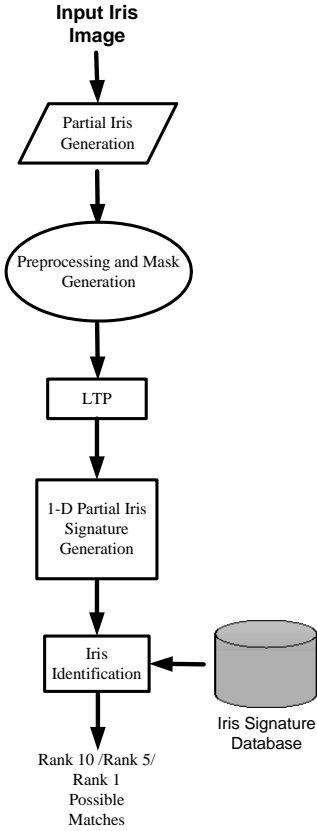 Input Iris
Image
Partial Iris
Generation
Preprocessing and Mask
Generation
LTP
1-D Partial Iris
Signature
Generation
Iris
Identification
Iris Signature
Database
Rank 10 /Rank 5/
Rank 1
Possible
Matches